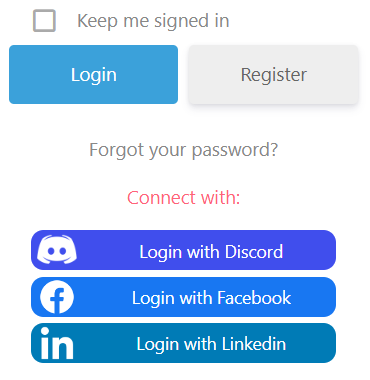 Keep me signed in
Login
Register
Forgot your password?
Connect with:
Login with Discord
Login with Facebook
in Login with Linkedin